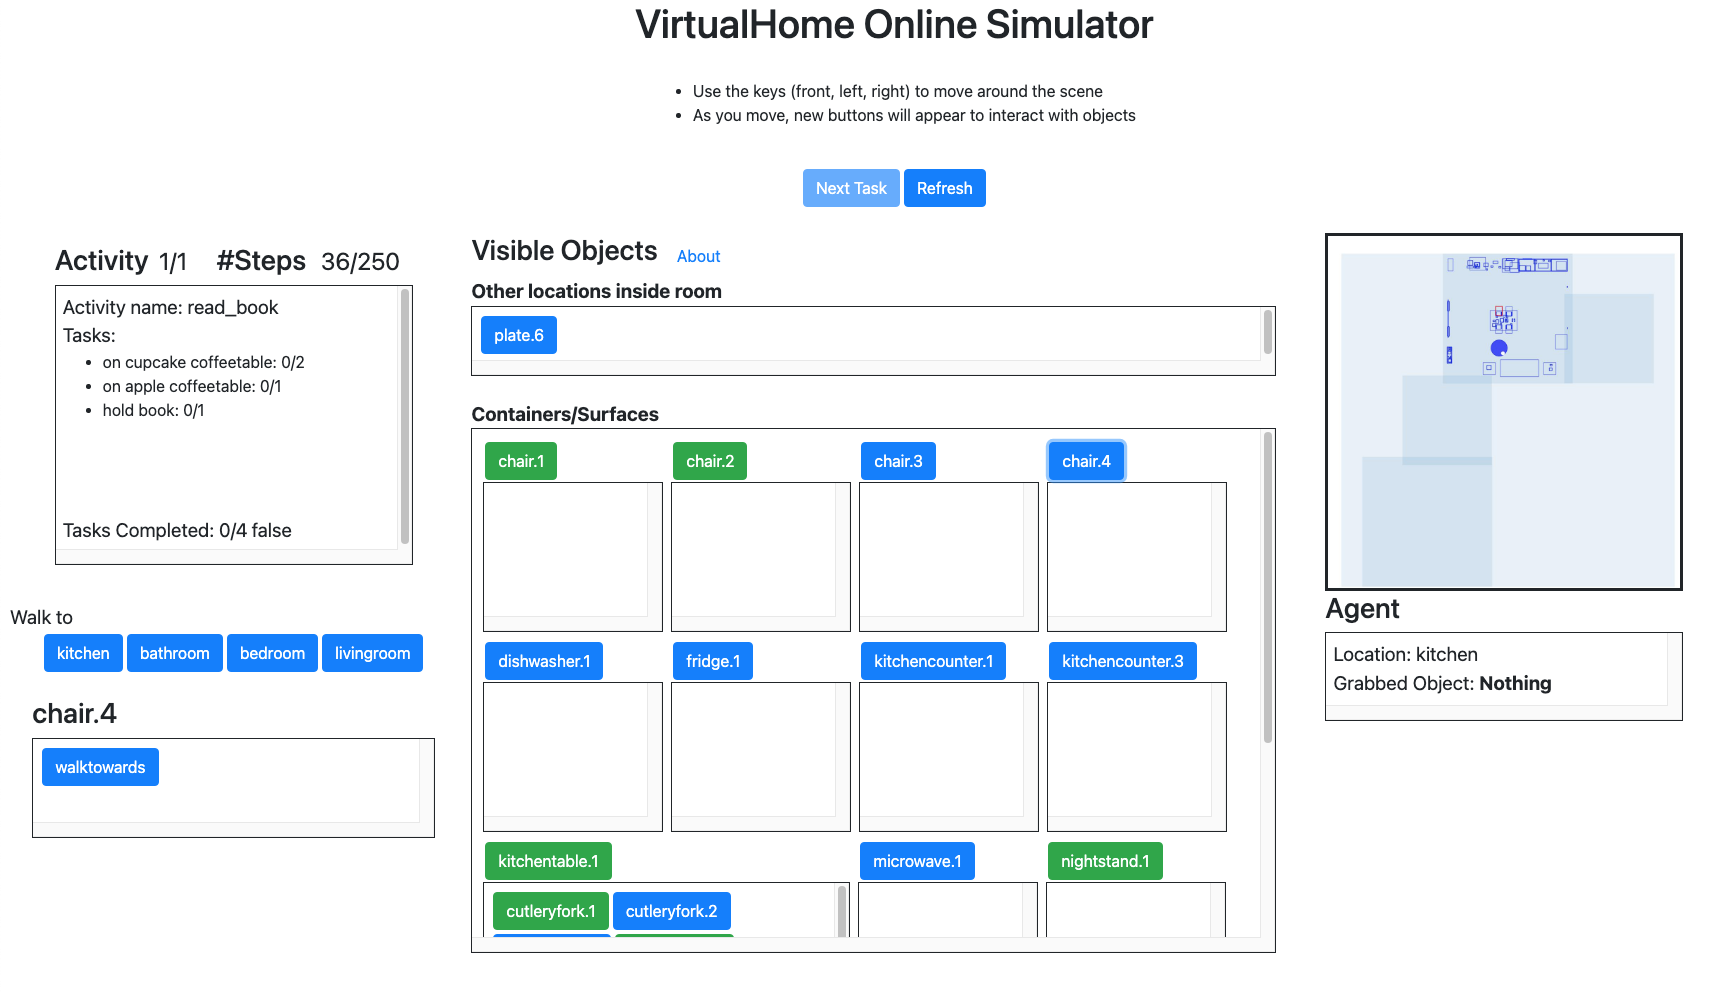 VirtualHome Online Simulator
Use the keys (front, left, right) to move around the scene
As you move, new buttons will appear to interact with objects
Next Task Refresh
Activity 1/1 #Steps 36/250
Activity name: read_book
Tasks:
on cupcake coffeetable: 0/2
on apple coffeetable: 0/1
hold book: 0/1
Tasks Completed: 0/4 false
Walk to
kitchen bathroom bedroom livingroom
chair.4
walktowards
Visible Objects About
Other locations inside room
plate.6
Containers/Surfaces
chair.1 chair.2 chair.3 chair.4
dishwasher.1 fridge.1 kitchencounter.1 kitchencounter.3
kitchentable.1 microwave.1 nightstand.1
cutleryfork.1 cutleryfork.2
Agent
Location: kitchen
Grabbed Object: Nothing